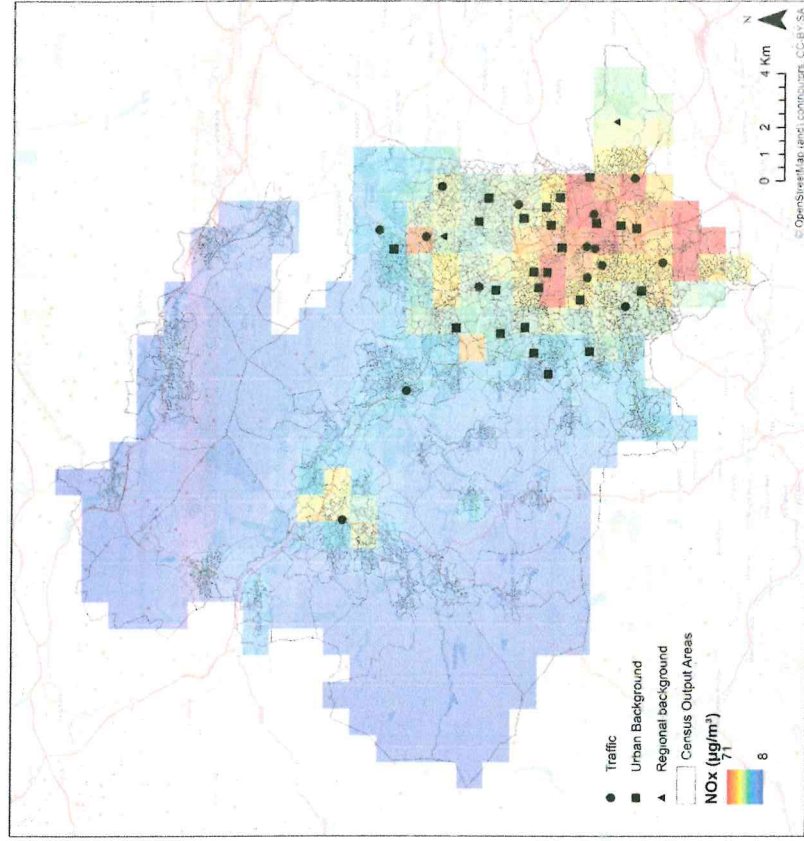 Traffic
Urban Background
Regional background
Census Output Areas
NOx (µg/m³)
71
8
N
0 1 2 4 Km
© OpenStreetMap (and) contributors, CC-BY-SA